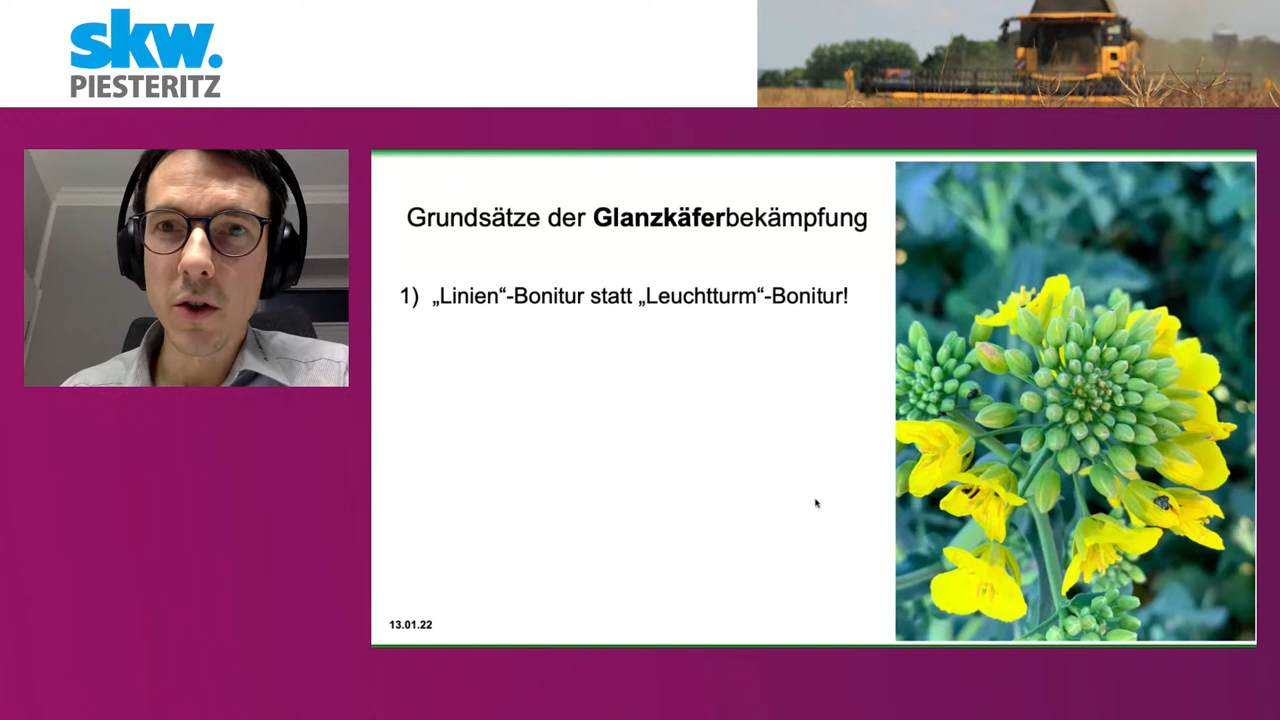 skw.
PIESTERITZ
Grundsätze der Glanzkäferbekämpfung
1) „Linien“-Bonitur statt „Leuchtturm“-Bonitur!
13.01.22